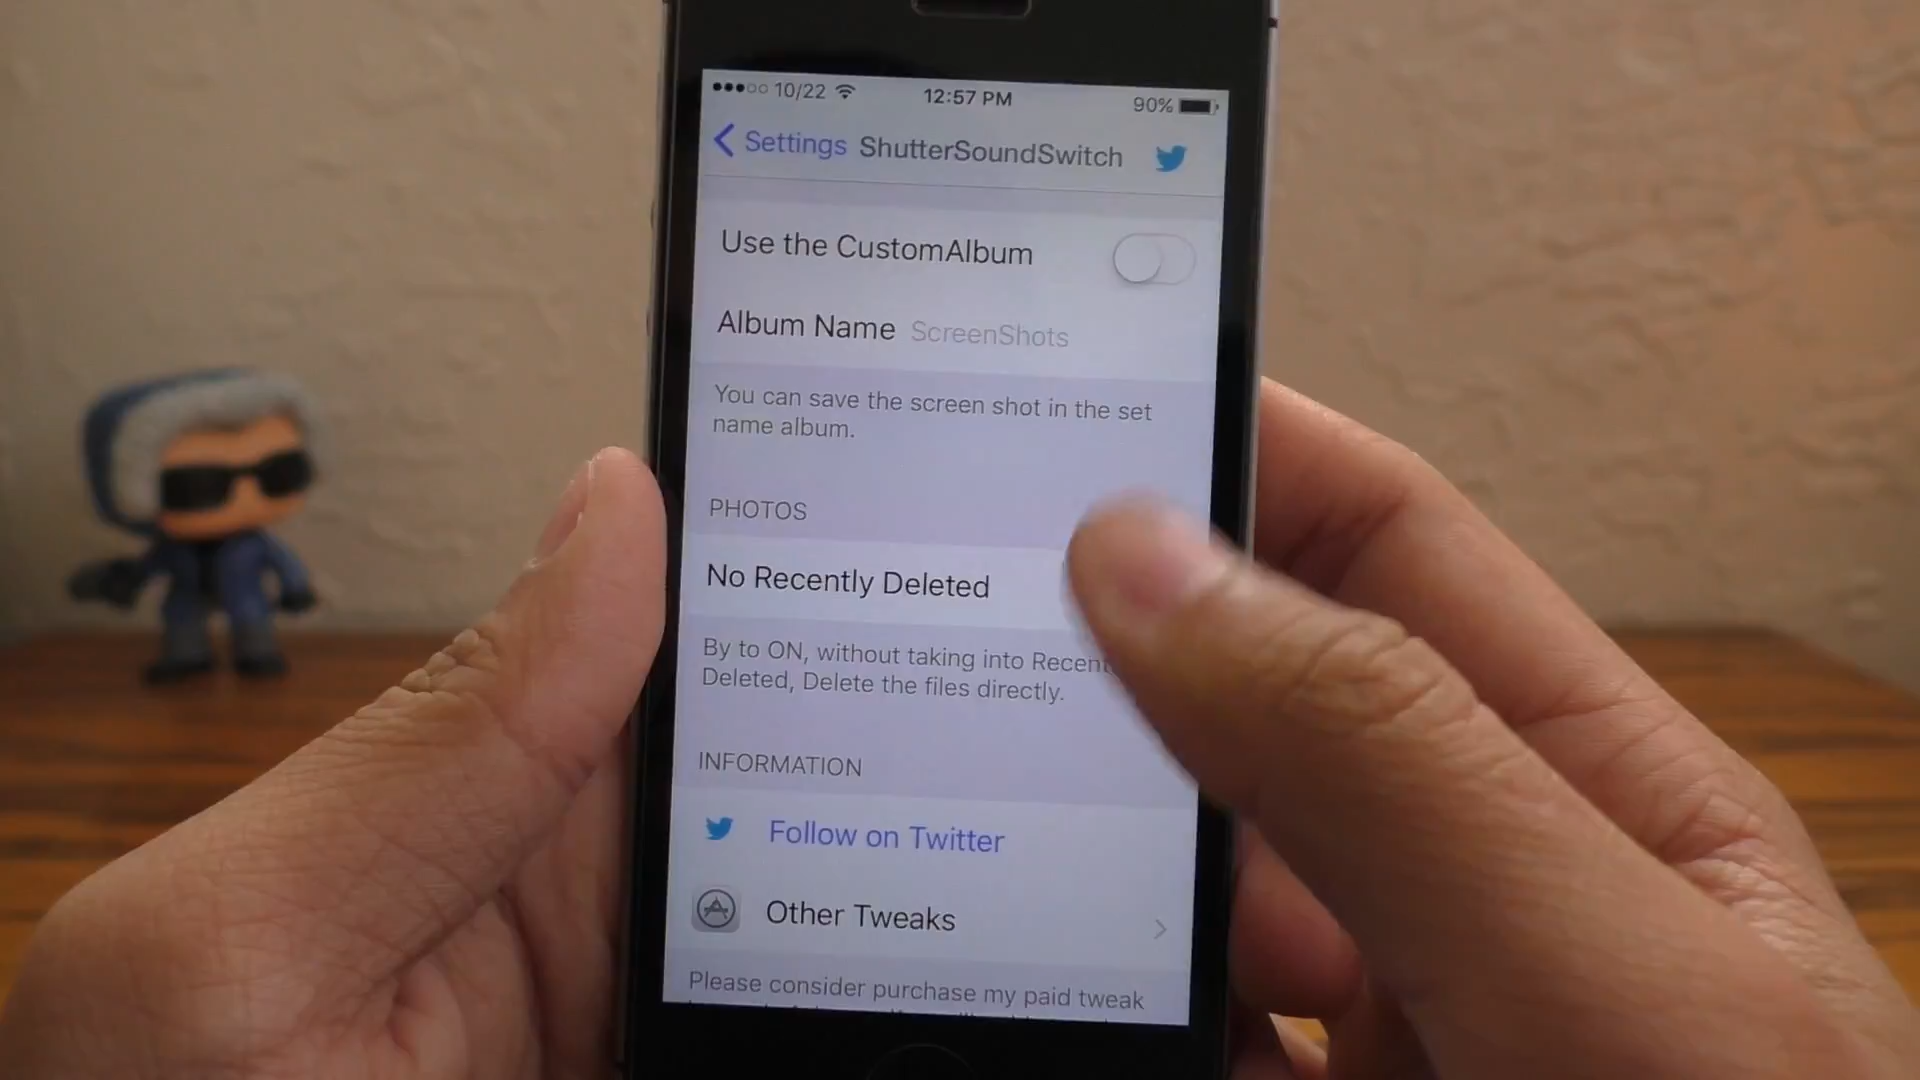 10/22 12:57 PM 90%
Settings ShutterSoundSwitch
Use the CustomAlbum
Album Name ScreenShots
You can save the screen shot in the set
name album.
PHOTOS
No Recently Deleted
By to ON, without taking into Recent
Deleted, Delete the files directly.
INFORMATION
Follow on Twitter
Other Tweaks
Please consider purchase my paid tweak